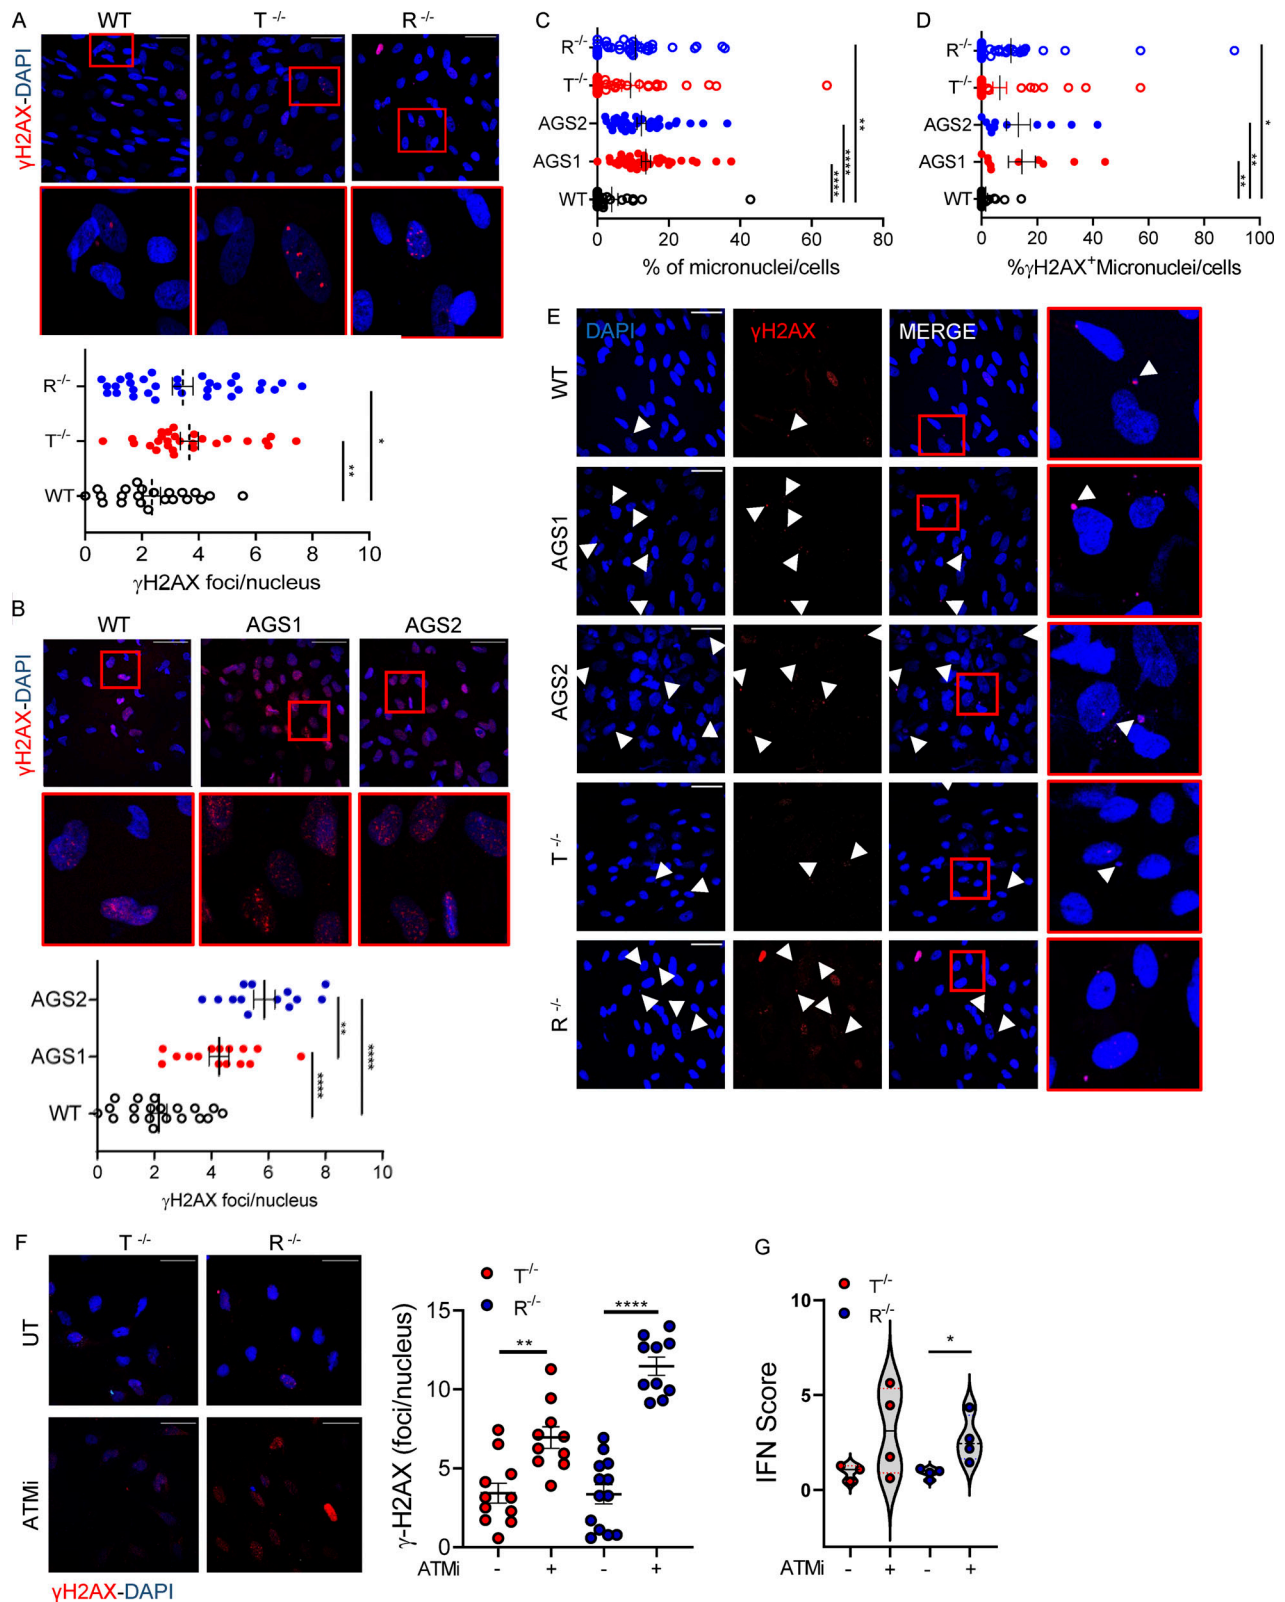 A
WT
T -/-
R -/-
γH2AX-DAPI
R-/-
T-/-
WT
**
*
0 2 4 6 8 10
γH2AX foci/nucleus
B
WT
AGS1
AGS2
γH2AX-DAPI
AGS2
AGS1
WT
**
****
****
0 2 4 6 8 10
γH2AX foci/nucleus
C
R-/-
T-/-
AGS2
AGS1
WT
****
****
**
0 20 40 60 80
% of micronuclei/cells
D
R-/-
T-/-
AGS2
AGS1
WT
**
**
*
0 20 40 60 80 100
%γH2AX+Micronuclei/cells
E
DAPI
γH2AX
MERGE
WT
AGS1
AGS2
T -/-
R -/-
F
T -/-
R -/-
UT
ATMi
γH2AX-DAPI
T-/-
R-/-
γ-H2AX (foci/nucleus)
15
10
5
0
**
****
ATMi - + - +
G
T-/-
R-/-
IFN Score
10
5
0
*
ATMi - + - +